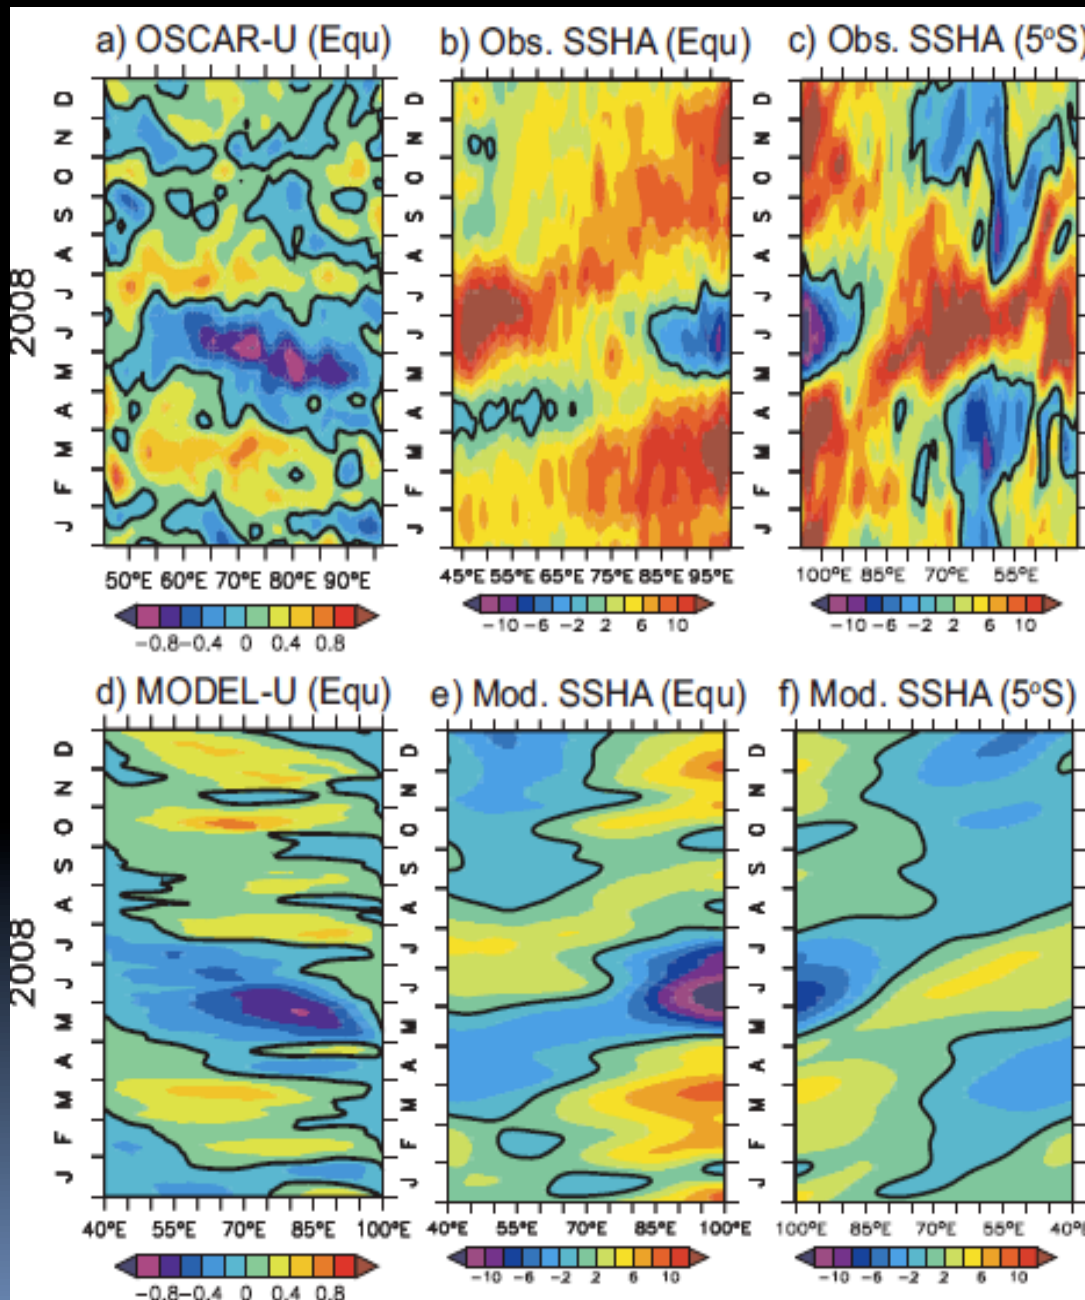 a) OSCAR-U (Equ)
b) Obs. SSHA (Equ)
c) Obs. SSHA (5°S)
2008
D
N
O
S
A
J
J
M
A
M
F
J
D
N
O
S
A
J
J
M
A
M
F
J
D
N
O
S
A
J
J
M
A
M
F
J
50°E 60°E 70°E 80°E 90°E
45°E 55°E 65°E 75°E 85°E 95°E
100°E 85°E 70°E 55°E
-0.8 -0.4 0 0.4 0.8
-10 -6 -2 2 6 10
-10 -6 -2 2 6 10
d) MODEL-U (Equ)
e) Mod. SSHA (Equ)
f) Mod. SSHA (5°S)
2008
D
N
O
S
A
J
J
M
A
M
F
J
D
N
O
S
A
J
J
M
A
M
F
J
D
N
O
S
A
J
J
M
A
M
F
J
40°E 55°E 70°E 85°E 100°E
40°E 55°E 70°E 85°E 100°E
100°E 85°E 70°E 55°E 40°E
-0.8 -0.4 0 0.4 0.8
-10 -6 -2 2 6 10
-10 -6 -2 2 6 10